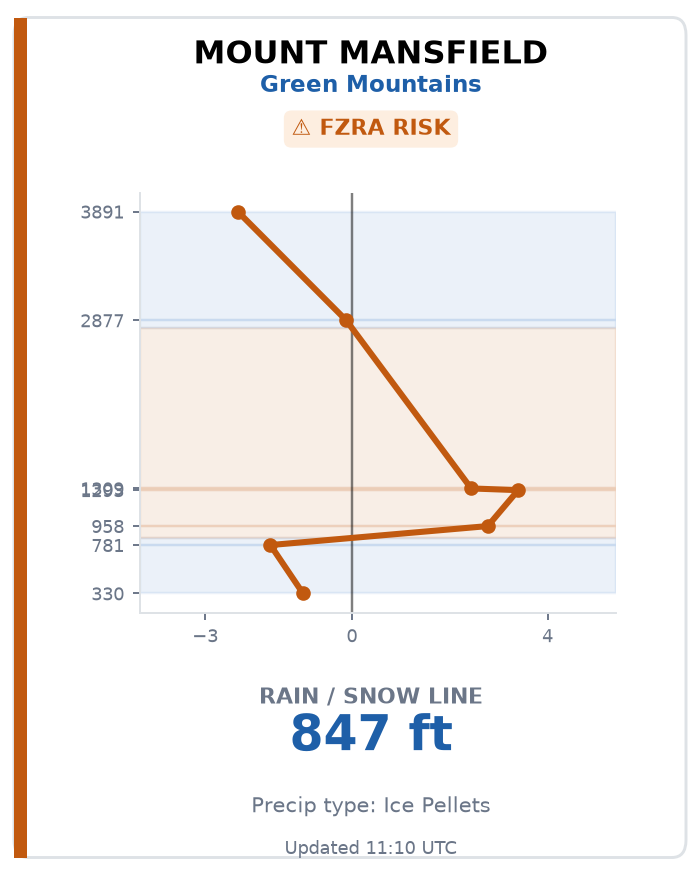 MOUNT MANSFIELD
Green Mountains
⚠ FZRA RISK
3891
2877
958
781
330
−3 0 4
RAIN / SNOW LINE
847 ft
Precip type: Ice Pellets
Updated 11:10 UTC